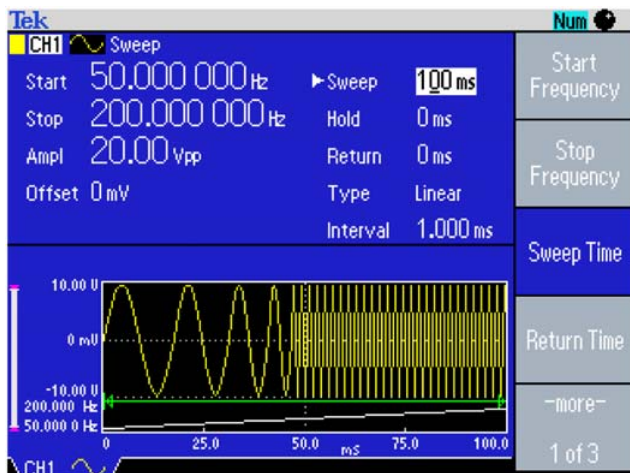 Tek
Num
CH1 Sweep
Start 50.000 000 Hz
Stop 200.000 000 Hz
Ampl 20.00 Vpp
Offset 0 mV
Sweep 100 ms
Hold 0 ms
Return 0 ms
Type Linear
Interval 1.000 ms
Start Frequency
Stop Frequency
Sweep Time
Return Time
-more-
1 of 3
10.00 U
0 mU
-10.00 U
200.000 Hz
50.000 0 Hz
0 25.0 50.0 ms 75.0 100.0
CH1